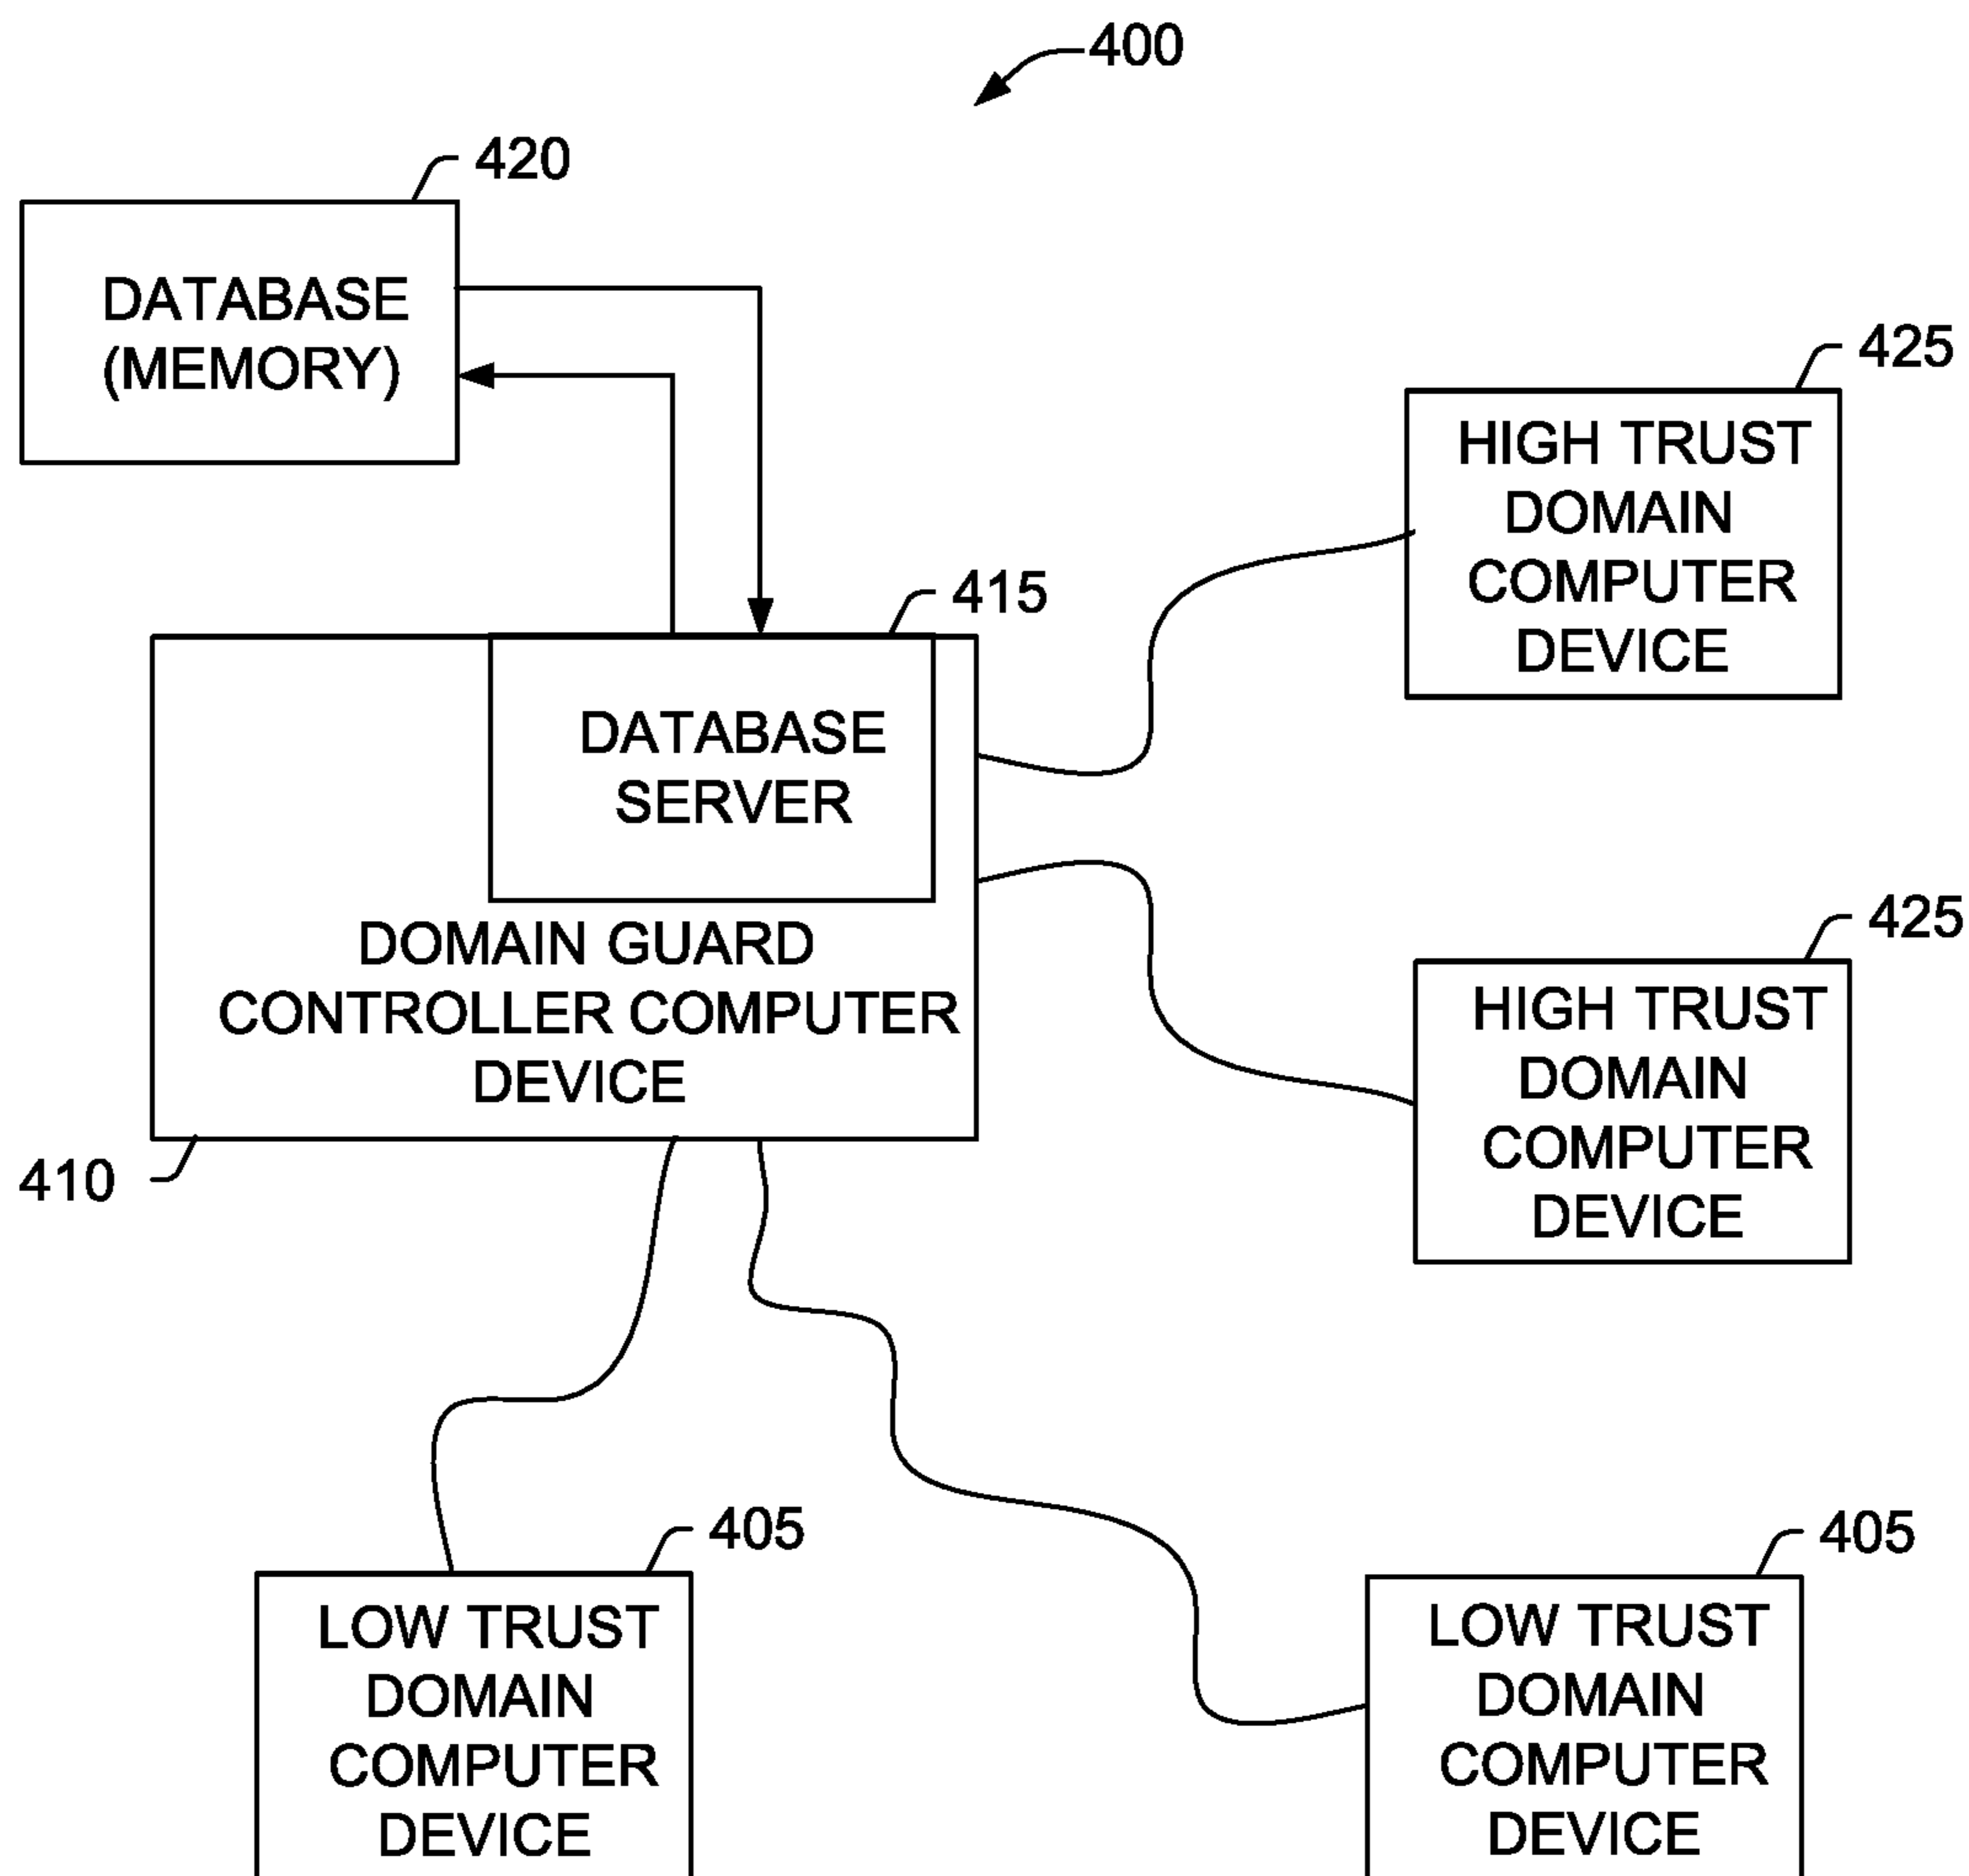 400
420
DATABASE
(MEMORY)
425
HIGH TRUST
DOMAIN
COMPUTER
DEVICE
415
DATABASE
SERVER
DOMAIN GUARD
CONTROLLER COMPUTER
DEVICE
410
425
HIGH TRUST
DOMAIN
COMPUTER
DEVICE
405
LOW TRUST
DOMAIN
COMPUTER
DEVICE
405
LOW TRUST
DOMAIN
COMPUTER
DEVICE